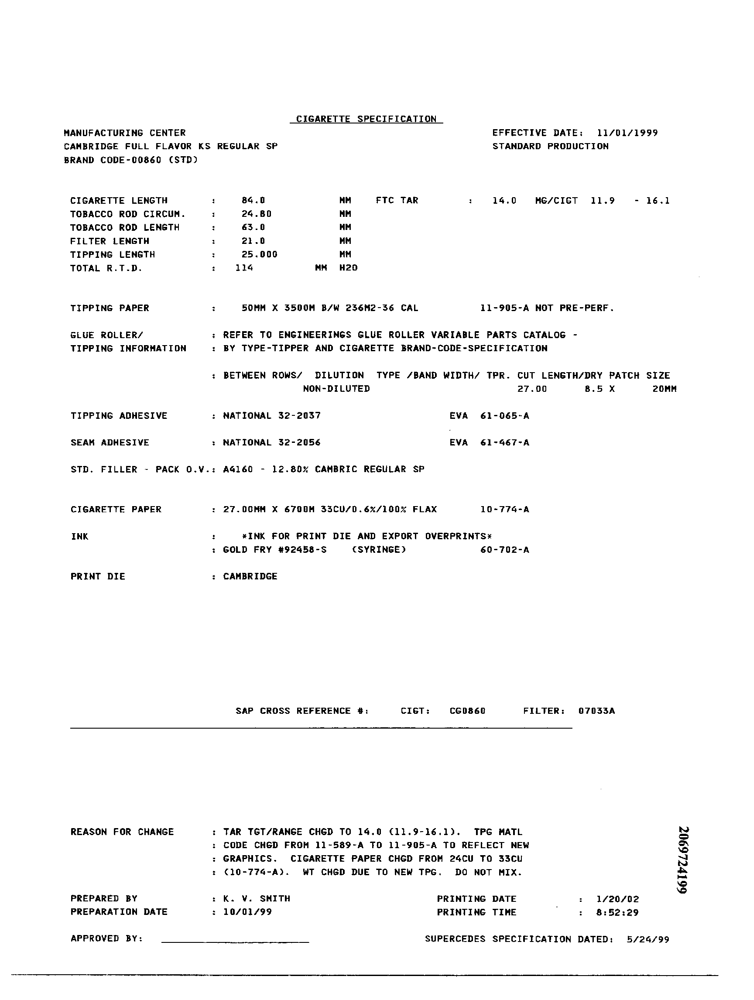 CIGARETTE SPECIFICATION
MANUFACTURING CENTER EFFECTIVE DATE: 11/01/1999
CAMBRIDGE FULL FLAVOR KS REGULAR SP STANDARD PRODUCTION
BRAND CODE-00860 (STD)
CIGARETTE LENGTH : 84.0 MM FTC TAR : 14.0 MG/CIGT 11.9 - 16.1
TOBACCO ROD CIRCUM. : 24.80 MM
TOBACCO ROD LENGTH : 63.0 MM
FILTER LENGTH : 21.0 MM
TIPPING LENGTH : 25.000 MM
TOTAL R.T.D. : 114 MM H2O
TIPPING PAPER : 50MM X 3500M B/W 236M2-36 CAL 11-905-A NOT PRE-PERF.
GLUE ROLLER/ : REFER TO ENGINEERINGS GLUE ROLLER VARIABLE PARTS CATALOG -
TIPPING INFORMATION : BY TYPE-TIPPER AND CIGARETTE BRAND-CODE-SPECIFICATION
: BETWEEN ROWS/ DILUTION TYPE /BAND WIDTH/ TPR. CUT LENGTH/DRY PATCH SIZE
NON-DILUTED 27.00 8.5 X 20MM
TIPPING ADHESIVE : NATIONAL 32-2037 EVA 61-065-A
SEAM ADHESIVE : NATIONAL 32-2056 EVA 61-467-A
STD. FILLER - PACK O.V.: A4160 - 12.80% CAMBRIC REGULAR SP
CIGARETTE PAPER : 27.00MM X 6700M 33CU/0.6%/100% FLAX 10-774-A
INK : *INK FOR PRINT DIE AND EXPORT OVERPRINTS*
: GOLD FRY #92458-S (SYRINGE) 60-702-A
PRINT DIE : CAMBRIDGE
SAP CROSS REFERENCE #: CIGT: CG0860 FILTER: 07033A
REASON FOR CHANGE : TAR TGT/RANGE CHGD TO 14.0 (11.9-16.1). TPG MATL
: CODE CHGD FROM 11-589-A TO 11-905-A TO REFLECT NEW
: GRAPHICS. CIGARETTE PAPER CHGD FROM 24CU TO 33CU
: (10-774-A). WT CHGD DUE TO NEW TPG. DO NOT MIX.
PREPARED BY : K. V. SMITH PRINTING DATE : 1/20/02
PREPARATION DATE : 10/01/99 PRINTING TIME : 8:52:29
APPROVED BY: SUPERCEDES SPECIFICATION DATED: 5/24/99
2069724199